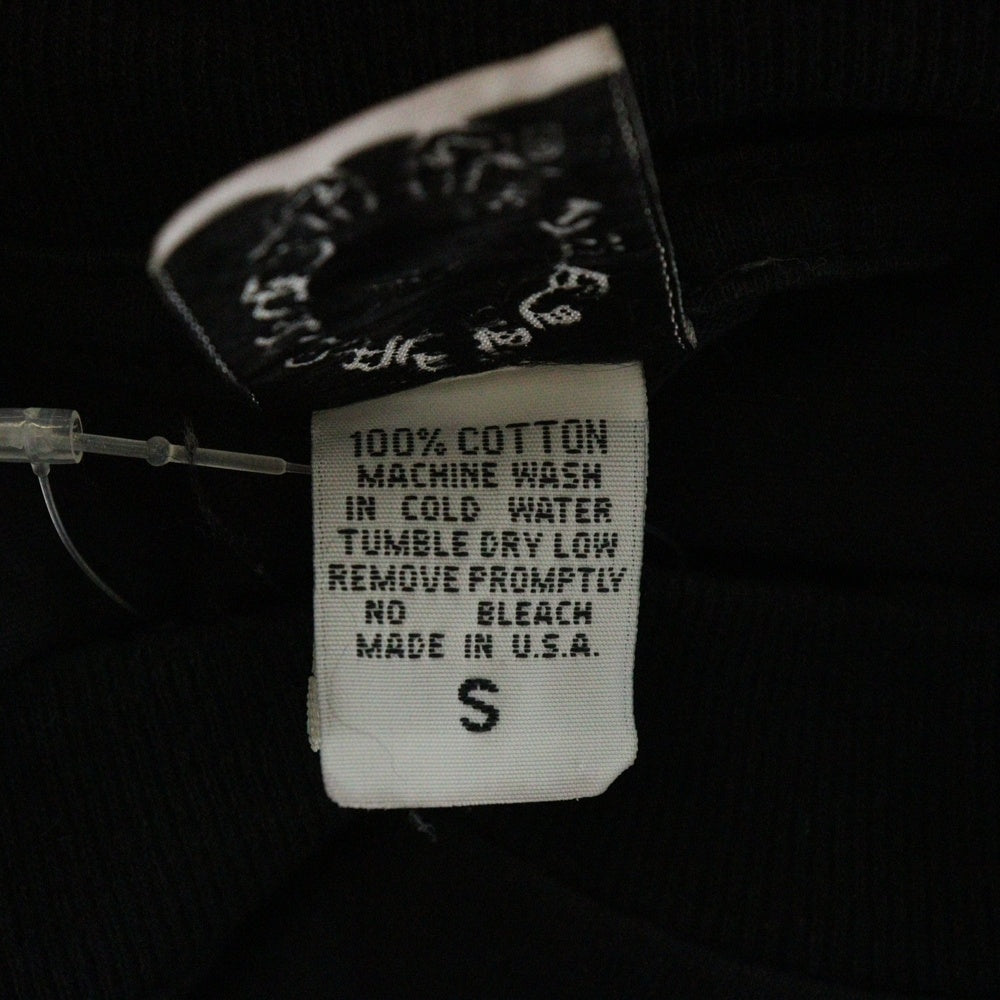 100% COTTON
MACHINE WASH
IN COLD WATER
TUMBLE DRY LOW
REMOVE PROMPTLY
NO BLEACH
MADE IN U.S.A.
S